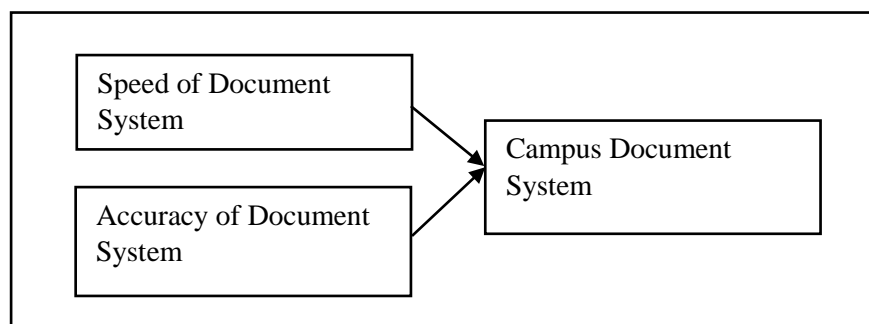 Speed of Document
System
Accuracy of Document
System
Campus Document
System